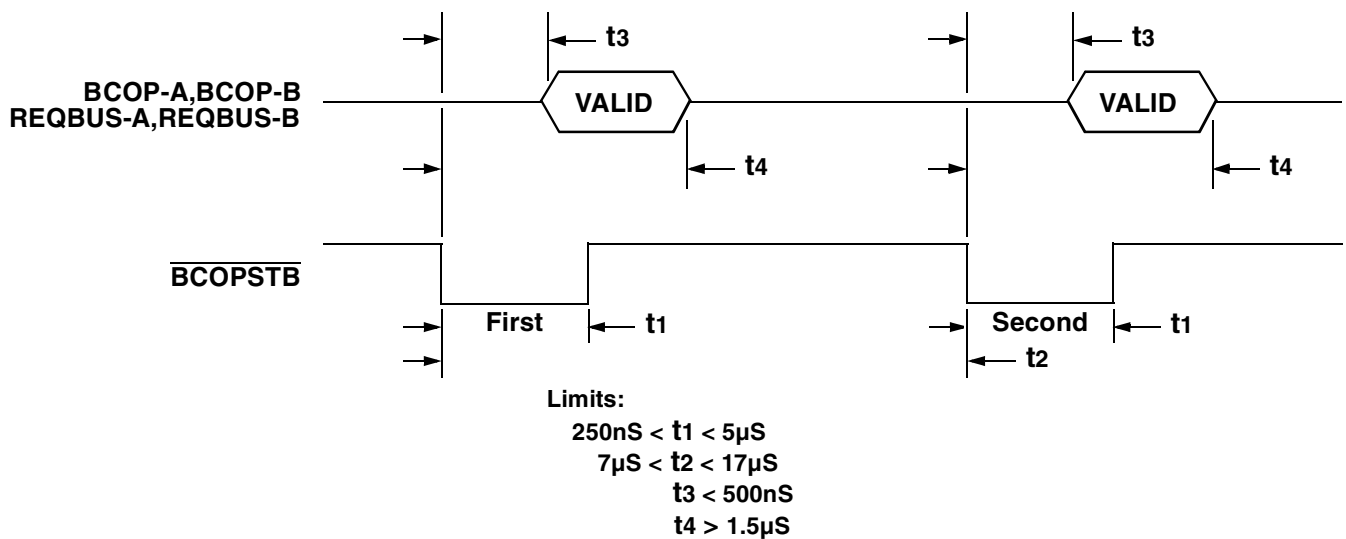 t3
t3
BCOP-A,BCOP-B
REQBUS-A,REQBUS-B
VALID
VALID
t4
t4
BCOPSTB
First
t1
Second
t1
t2
Limits:
250nS < t1 < 5µS
7µS < t2 < 17µS
t3 < 500nS
t4 > 1.5µS